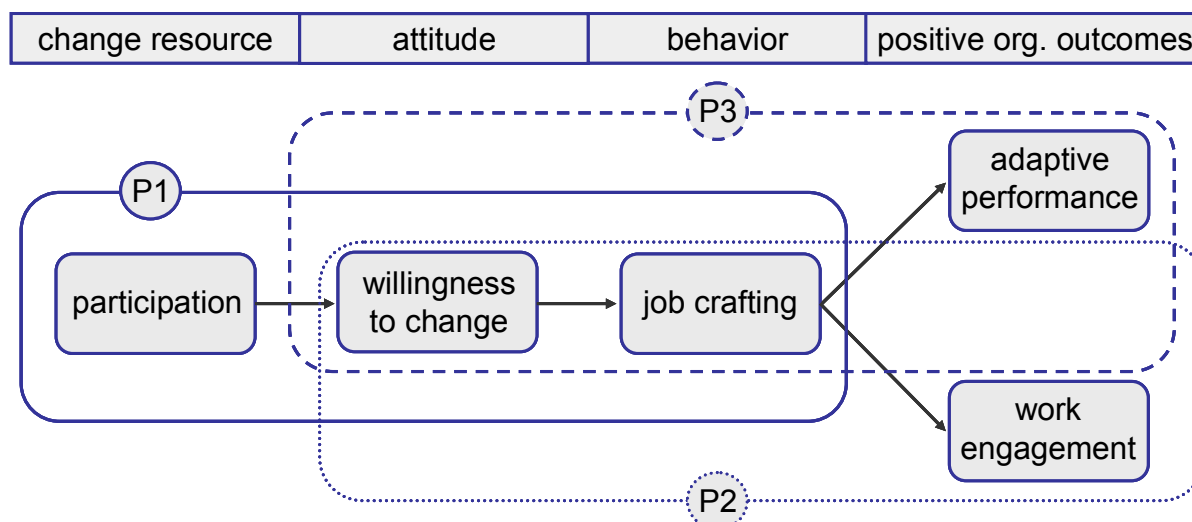 change resource
attitude
behavior
positive org. outcomes
P3
adaptive
performance
P1
participation
willingness
to change
job crafting
work
engagement
P2